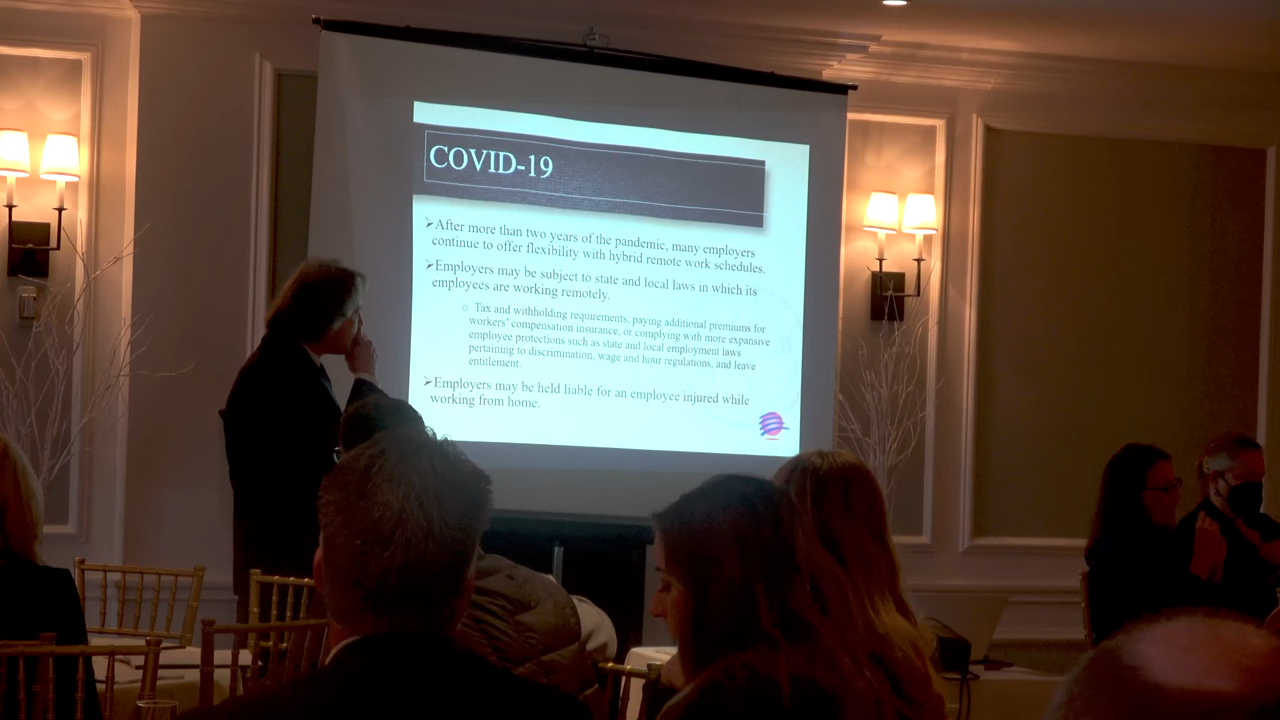 COVID-19
➢After more than two years of the pandemic, many employers
continue to offer flexibility with hybrid remote work schedules.
➢Employers may be subject to state and local laws in which its
employees are working remotely.
○ Tax and withholding requirements, paying additional premiums for
workers' compensation insurance, or complying with more expansive
employee protections such as state and local employment laws
pertaining to discrimination, wage and hour regulations, and leave
entitlement.
➢Employers may be held liable for an employee injured while
working from home.